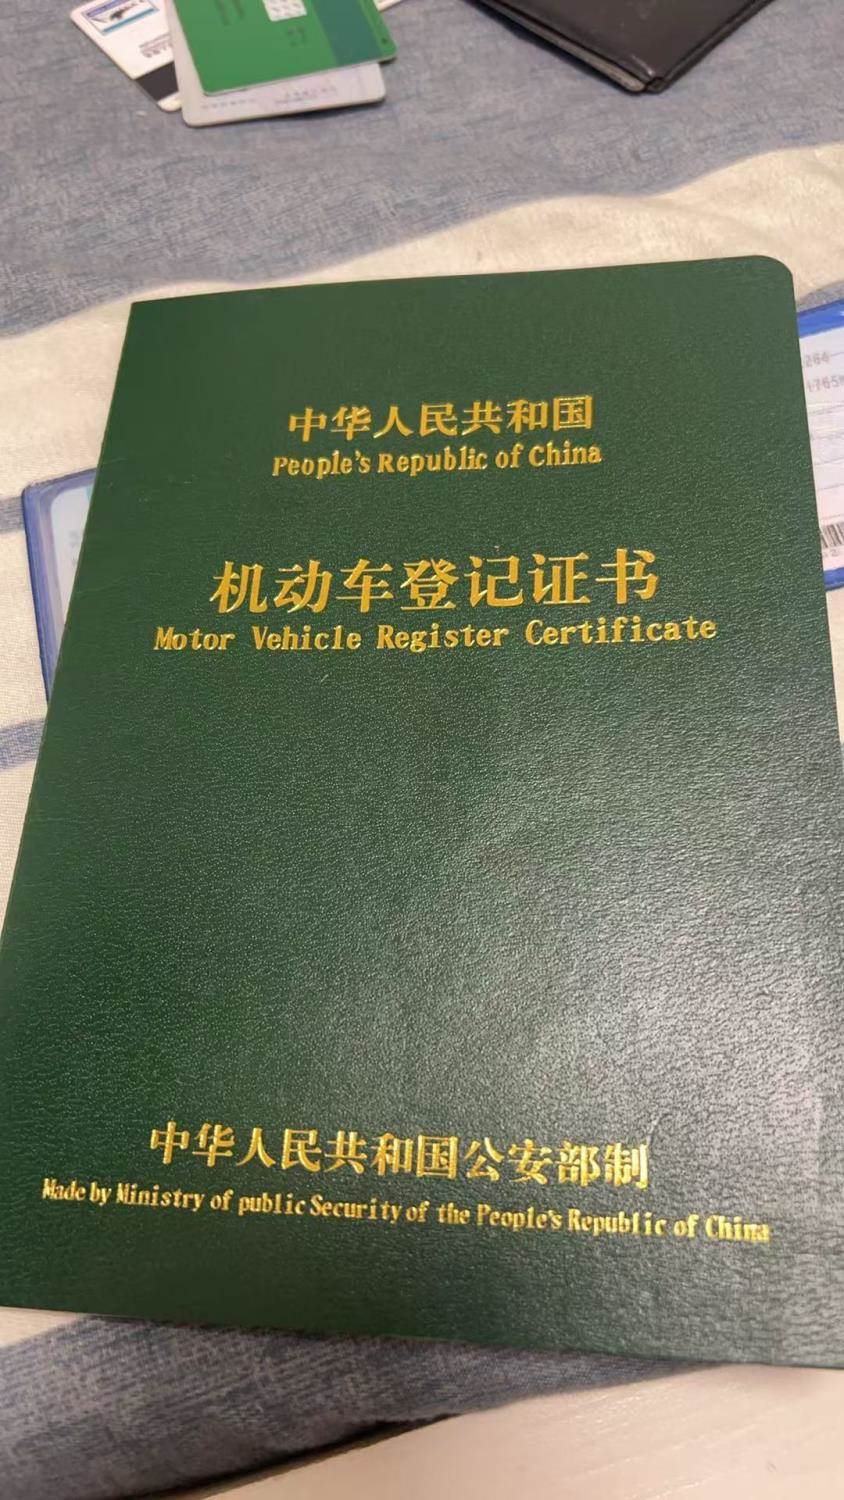 中华人民共和国
People's Republic of China
机动车登记证书
Motor Vehicle Register Certificate
中华人民共和国公安部制
Made by Ministry of public Security of the People's Republic of China